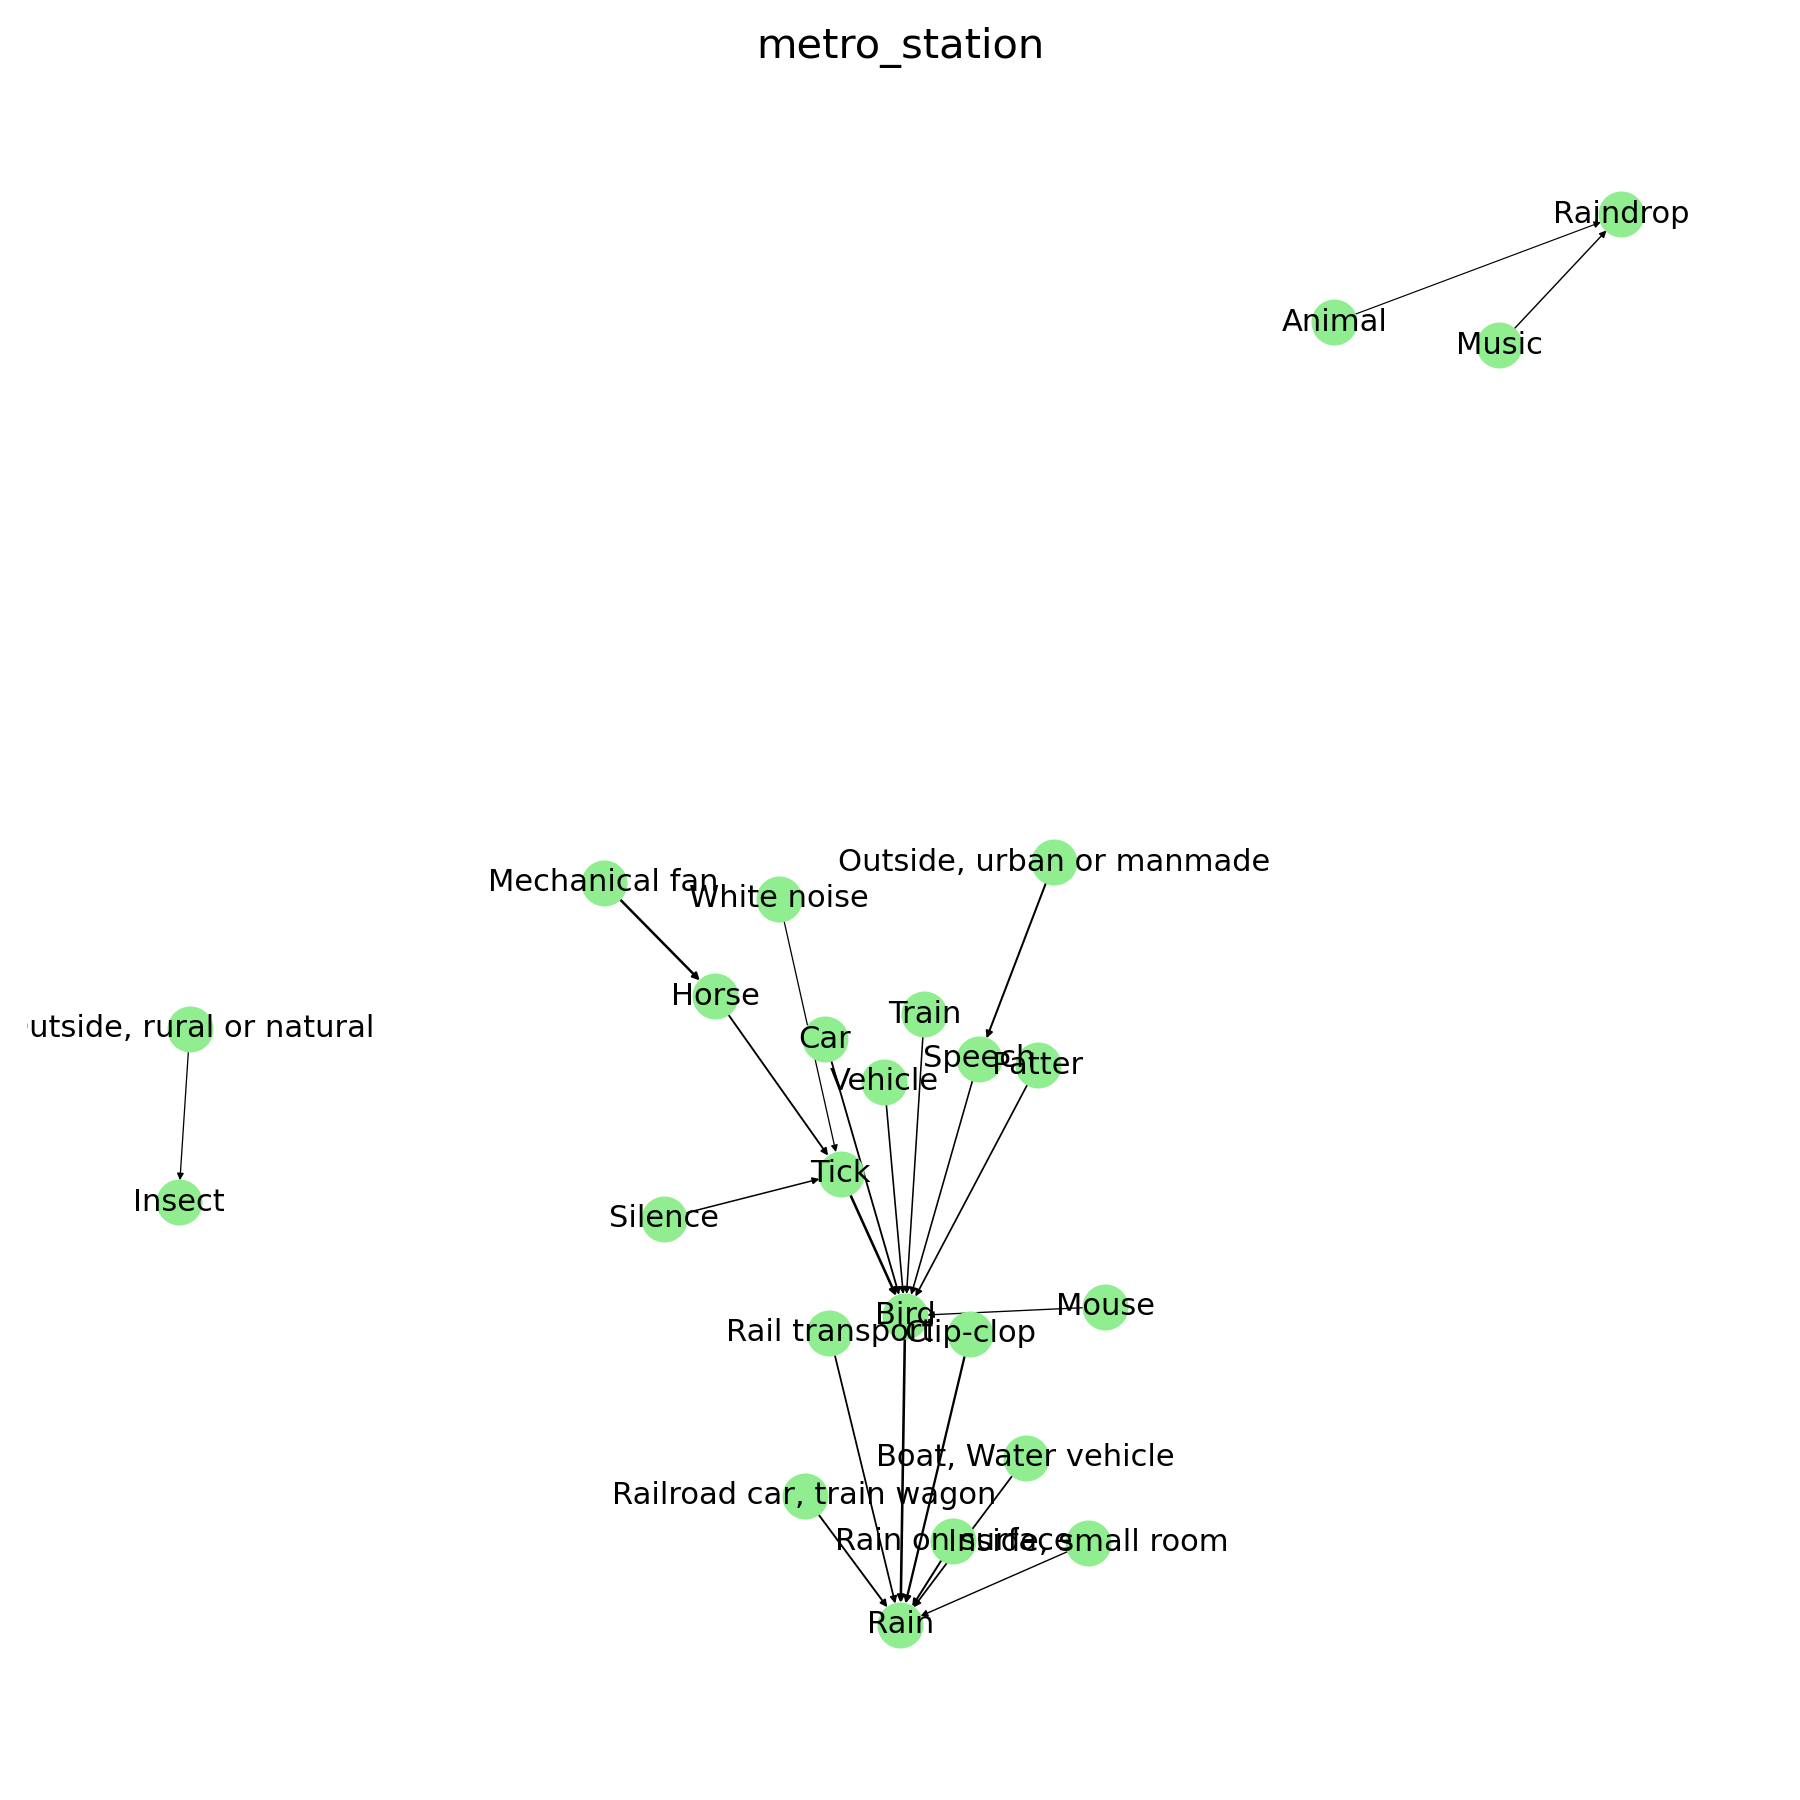 metro_station
Raindrop
Animal
Music
Outside, urban or manmade
Mechanical fan
White noise
Horse
Train
utside, rural or natural
Car
Speech
Patter
Vehicle
Tick
Insect
Silence
Mouse
Bird
Rail transport
Clip-clop
Boat, Water vehicle
Railroad car, train wagon
Rain on surface
Inside, small room
Rain